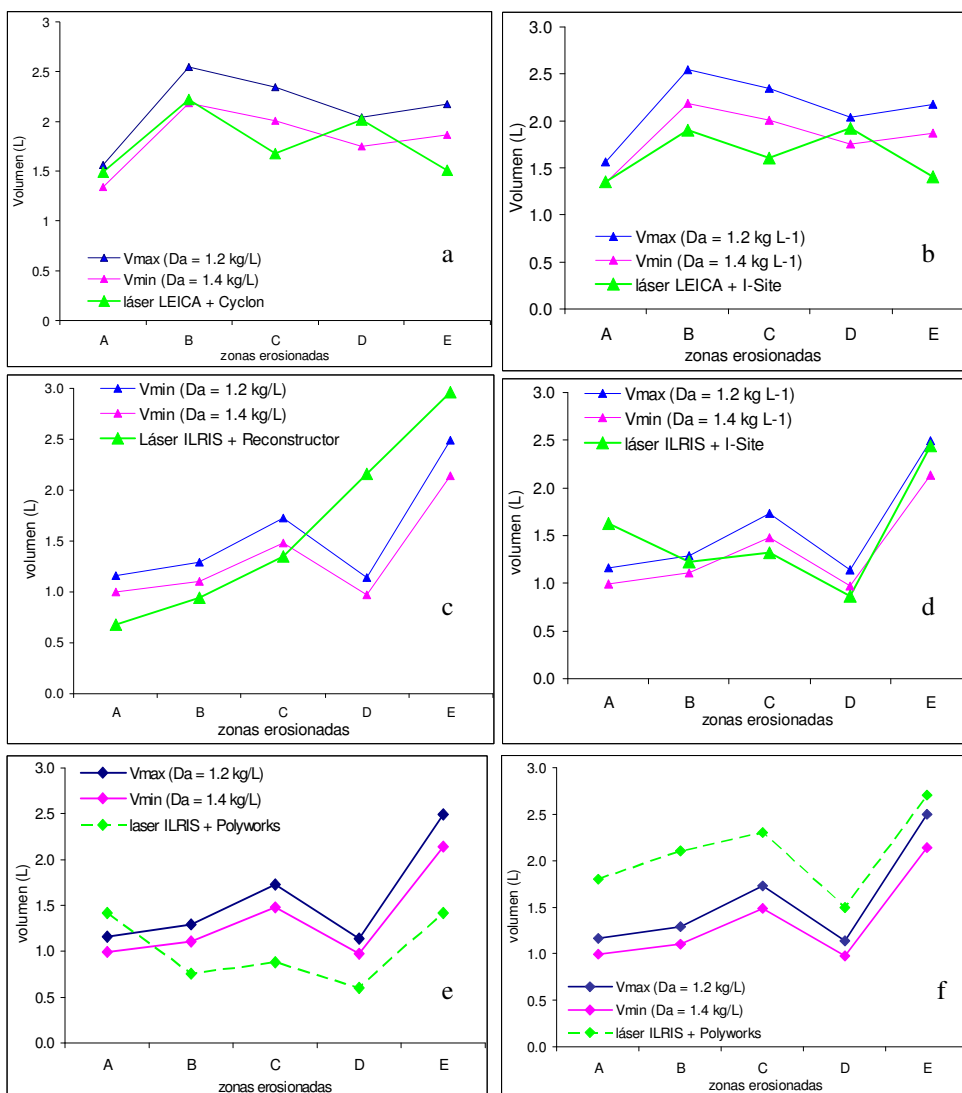 3
2.5
2
1.5
1
0.5
0
Volumen (L)
Vmax (Da = 1.2 kg/L)
Vmin (Da = 1.4 kg/L)
láser LEICA + Cyclon
a
A B C D E
zonas erosionadas
3.0
2.5
2.0
1.5
1.0
0.5
0.0
Volumen (L)
Vmax (Da = 1.2 kg L-1)
Vmin (Da = 1.4 kg L-1)
láser LEICA + I-Site
b
A B C D E
zonas erosionadas
3.0
2.5
2.0
1.5
1.0
0.5
0.0
volumen (L)
Vmin (Da = 1.2 kg/L)
Vmin (Da = 1.4 kg/L)
Láser ILRIS + Reconstructor
c
A B C D E
zonas erosionadas
3.0
2.5
2.0
1.5
1.0
0.5
0.0
volumen (L)
Vmax (Da = 1.2 kg L-1)
Vmin (Da = 1.4 kg L-1)
láser ILRIS + I-Site
d
A B C D E
zonas erosionadas
3.0
2.5
2.0
1.5
1.0
0.5
0.0
volumen (L)
Vmax (Da = 1.2 kg/L)
Vmin (Da = 1.4 kg/L)
laser ILRIS + Polyworks
e
A B C D E
zonas erosionadas
3.0
2.5
2.0
1.5
1.0
0.5
0.0
volumen (L)
Vmax (Da = 1.2 kg/L)
Vmin (Da = 1.4 kg/L)
láser ILRIS + Polyworks
f
A B C D E
zonas erosionadas